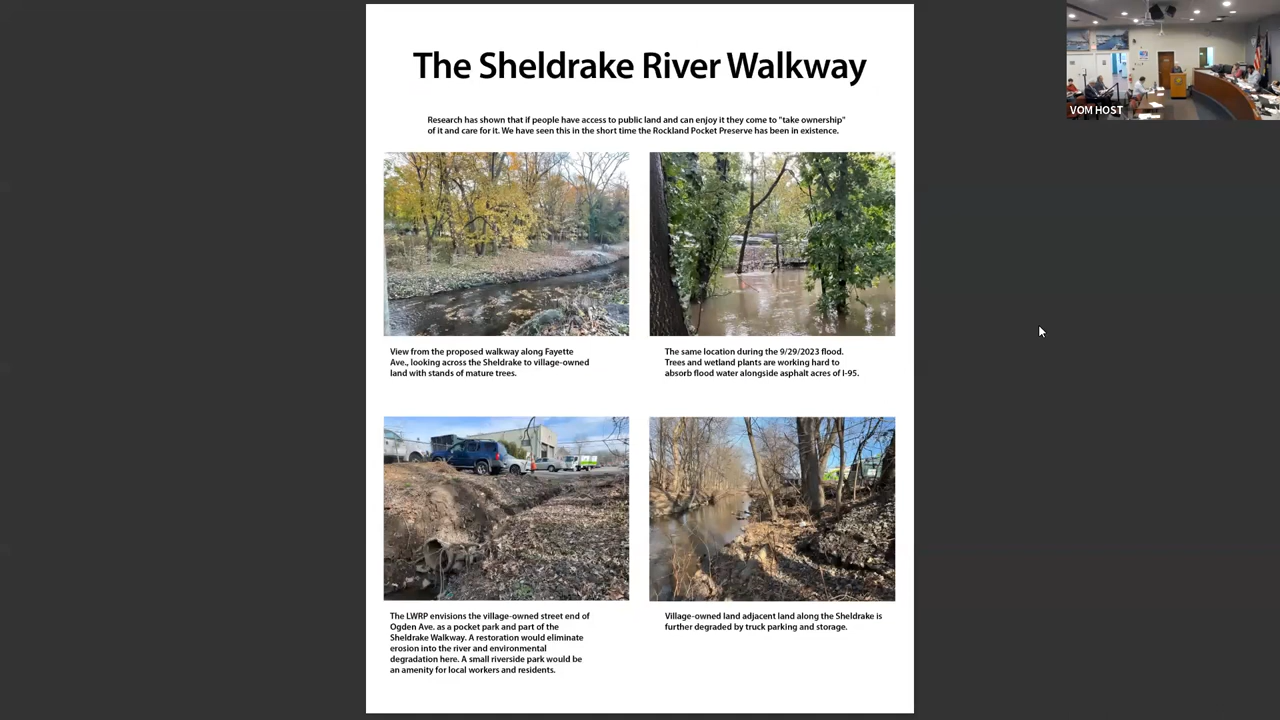 The Sheldrake River Walkway
Research has shown that if people have access to public land and can enjoy it they come to "take ownership"
of it and care for it. We have seen this in the short time the Rockland Pocket Preserve has been in existence.
VOM HOST
View from the proposed walkway along Fayette
Ave., looking across the Sheldrake to village-owned
land with stands of mature trees.
The same location during the 9/29/2023 flood.
Trees and wetland plants are working hard to
absorb flood water alongside asphalt acres of I-95.
The LWRP envisions the village-owned street end of
Ogden Ave. as a pocket park and part of the
Sheldrake Walkway. A restoration would eliminate
erosion into the river and environmental
degradation here. A small riverside park would be
an amenity for local workers and residents.
Village-owned land adjacent land along the Sheldrake is
further degraded by truck parking and storage.